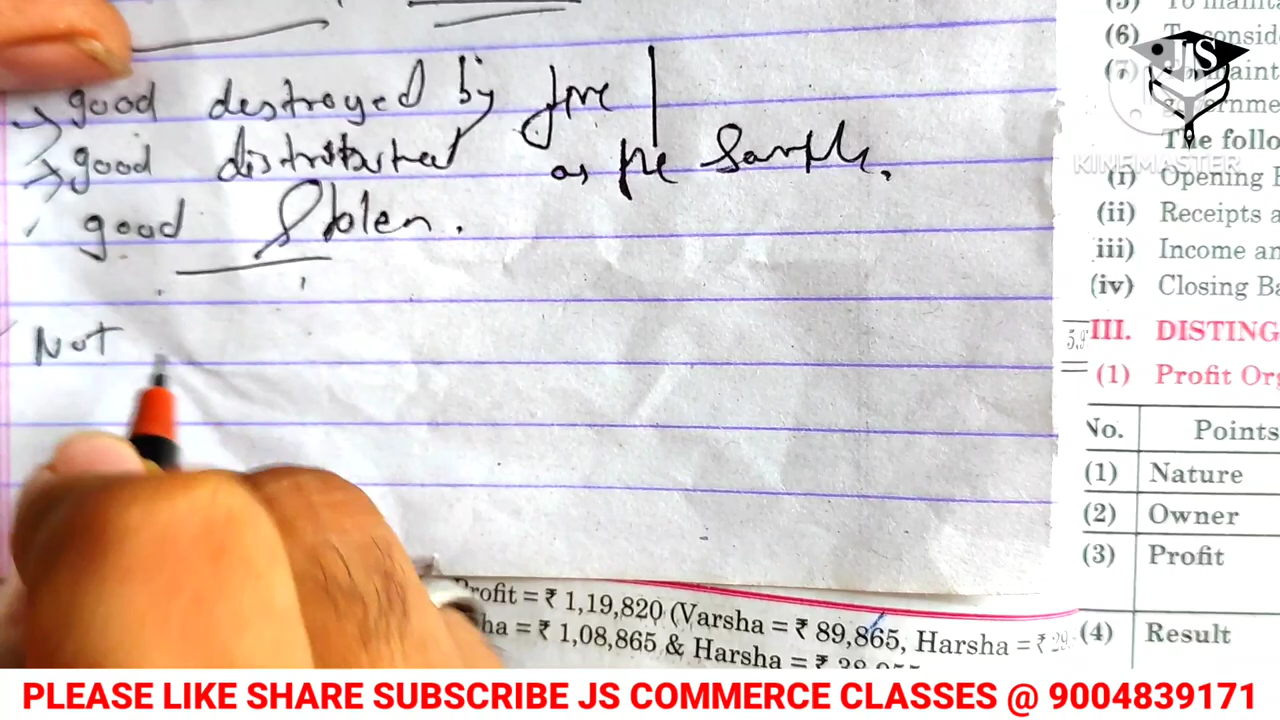 good destroyed by fire
good distributed as free Sample.
good Stolen.
Not
(6) To conside
(7)
The follo
(i) Opening B
(ii) Receipts a
iii) Income an
(iv) Closing Ba
III. DISTING
(1) Profit Org
No. Points
(1) Nature
(2) Owner
(3) Profit
(4) Result
Profit = ₹ 1,19,820 (Varsha = ₹ 89,865, Harsha = ₹
ha = ₹ 1,08,865 & Harsha = ₹
JS
KINEMASTER
PLEASE LIKE SHARE SUBSCRIBE JS COMMERCE CLASSES @ 9004839171